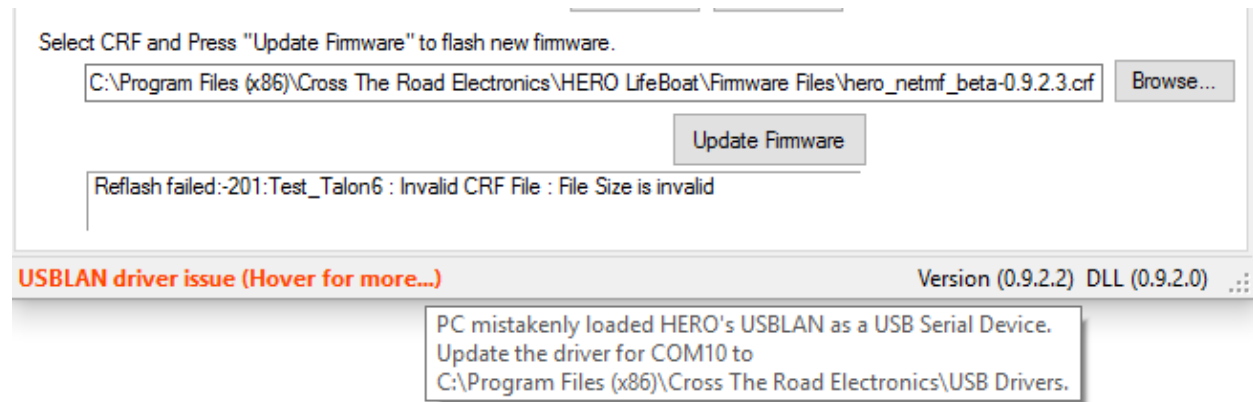 Select CRF and Press "Update Firmware" to flash new firmware.
C:\Program Files (x86)\Cross The Road Electronics\HERO LifeBoat\Firmware Files\hero_netmf_beta-0.9.2.3.crf
Browse...
Update Firmware
Reflash failed:-201:Test_Talon6 : Invalid CRF File : File Size is invalid
USBLAN driver issue (Hover for more...)
Version (0.9.2.2) DLL (0.9.2.0)
PC mistakenly loaded HERO's USBLAN as a USB Serial Device.
Update the driver for COM10 to
C:\Program Files (x86)\Cross The Road Electronics\USB Drivers.